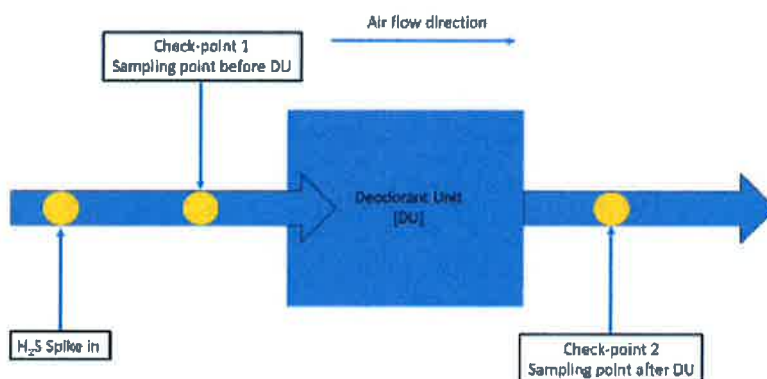 Air flow direction
Check-point 1
Sampling point before DU
Deodorant Unit
[DU]
H₂S Spike in
Check-point 2
Sampling point after DU